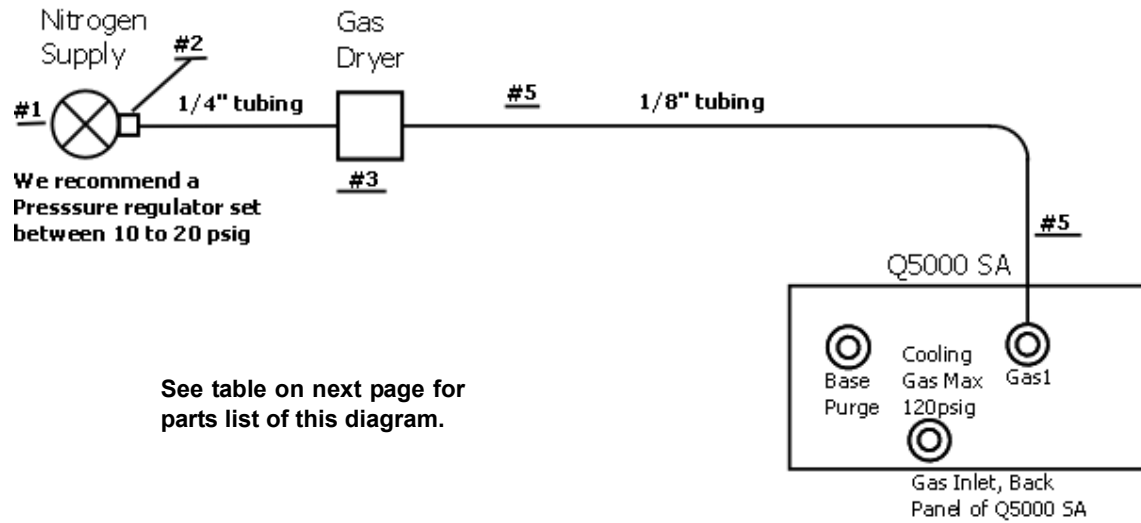 Nitrogen
Supply
#2
Gas
Dryer
#1
1/4" tubing
#5
1/8" tubing
#3
We recommend a
Presssure regulator set
between 10 to 20 psig
#5
Q5000 SA
Base
Purge
Cooling
Gas Max
120psig
Gas1
See table on next page for
parts list of this diagram.
Gas Inlet, Back
Panel of Q5000 SA